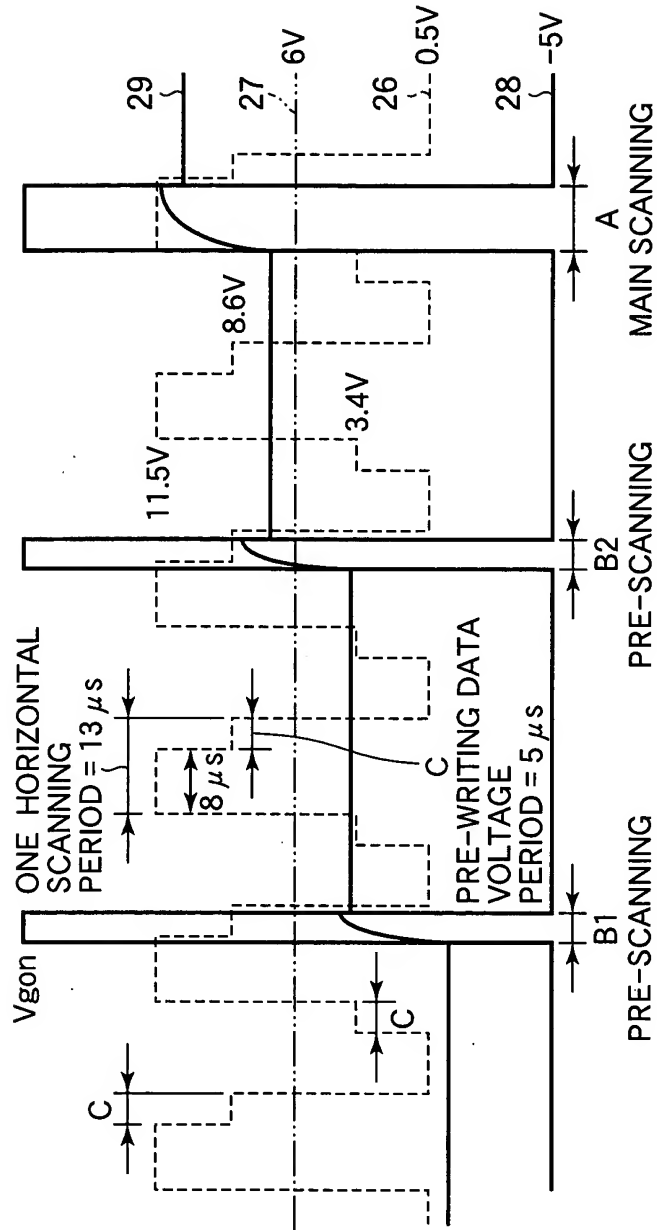 Vgon
ONE HORIZONTAL
SCANNING
PERIOD = 13 μs
8 μs
C
C
C
11.5V
8.6V
3.4V
29
27
6V
26
0.5V
28
-5V
PRE-WRITING DATA
VOLTAGE
PERIOD = 5 μs
B1
PRE-SCANNING
B2
PRE-SCANNING
A
MAIN SCANNING